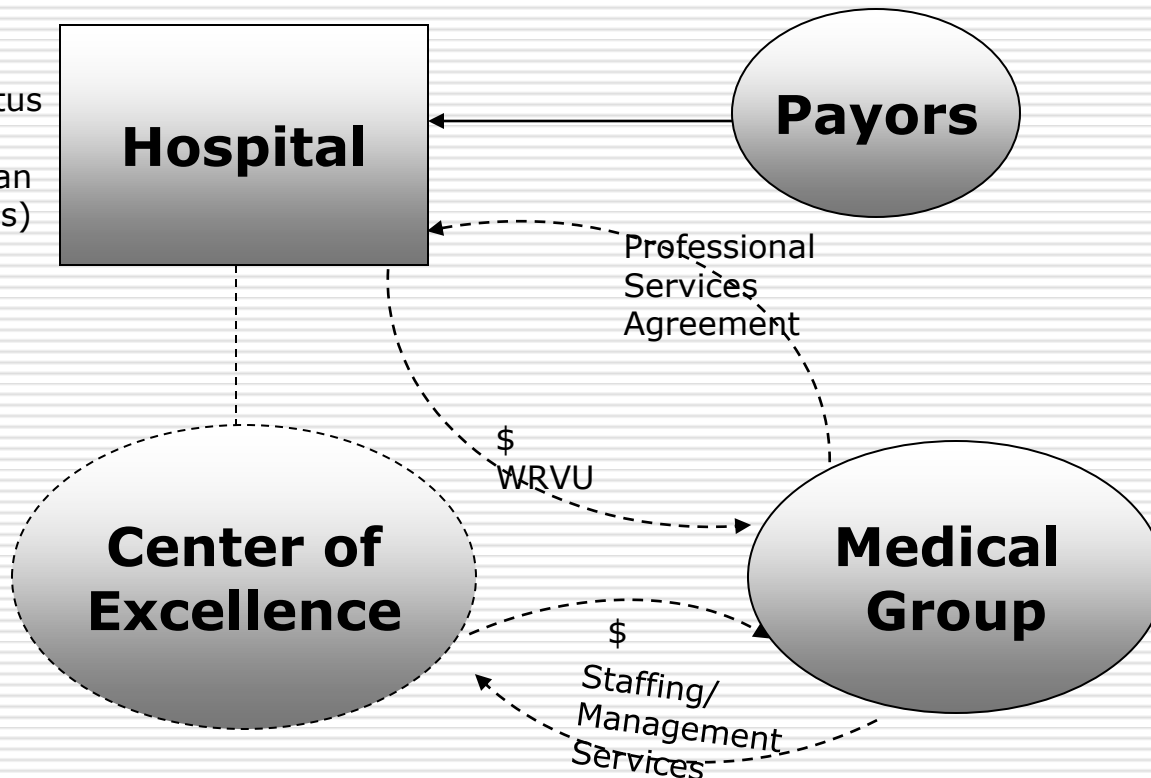 Hospital
Payors
Professional
Services
Agreement
$
WRVU
Center of
Excellence
Medical
Group
$
Staffing/
Management
Services